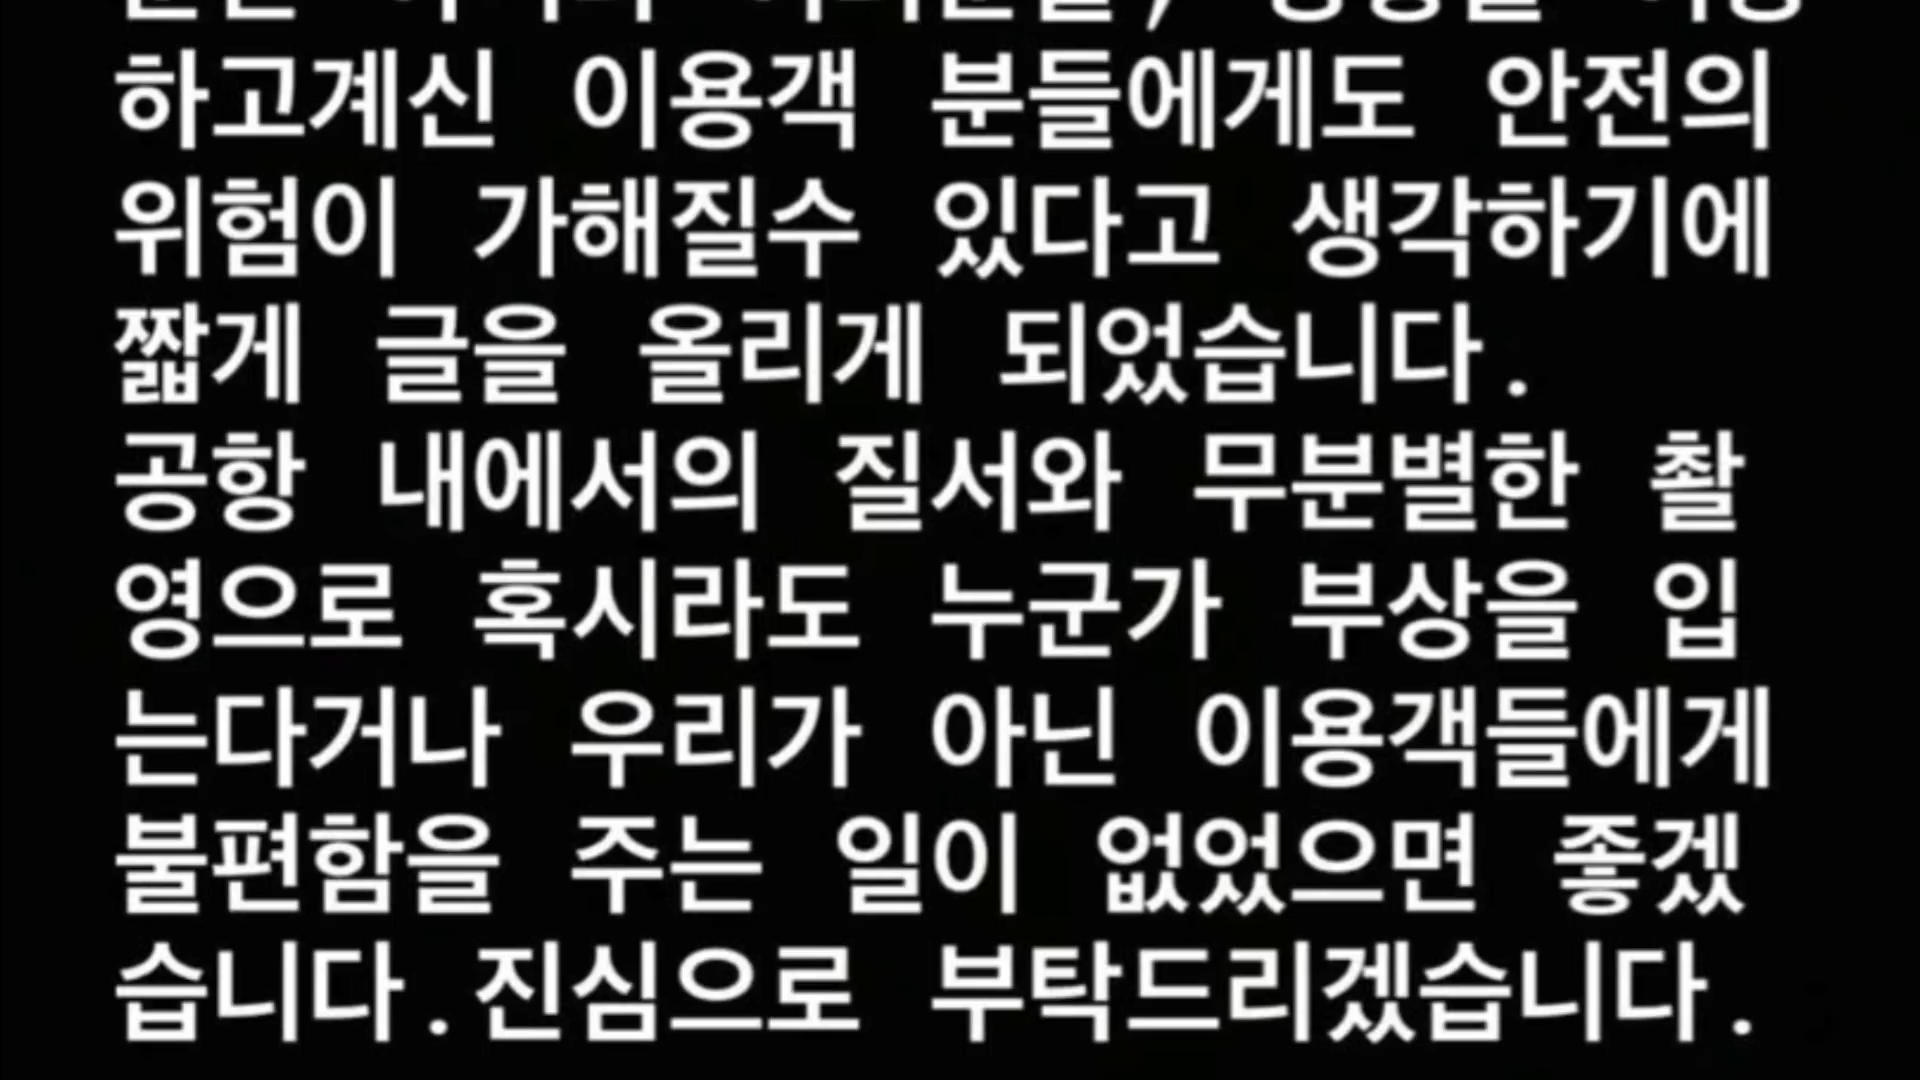 하고계신 이용객 분들에게도 안전의
위험이 가해질수 있다고 생각하기에
짧게 글을 올리게 되었습니다.
공항 내에서의 질서와 무분별한 촬
영으로 혹시라도 누군가 부상을 입
는다거나 우리가 아닌 이용객들에게
불편함을 주는 일이 없었으면 좋겠
습니다.진심으로 부탁드리겠습니다.